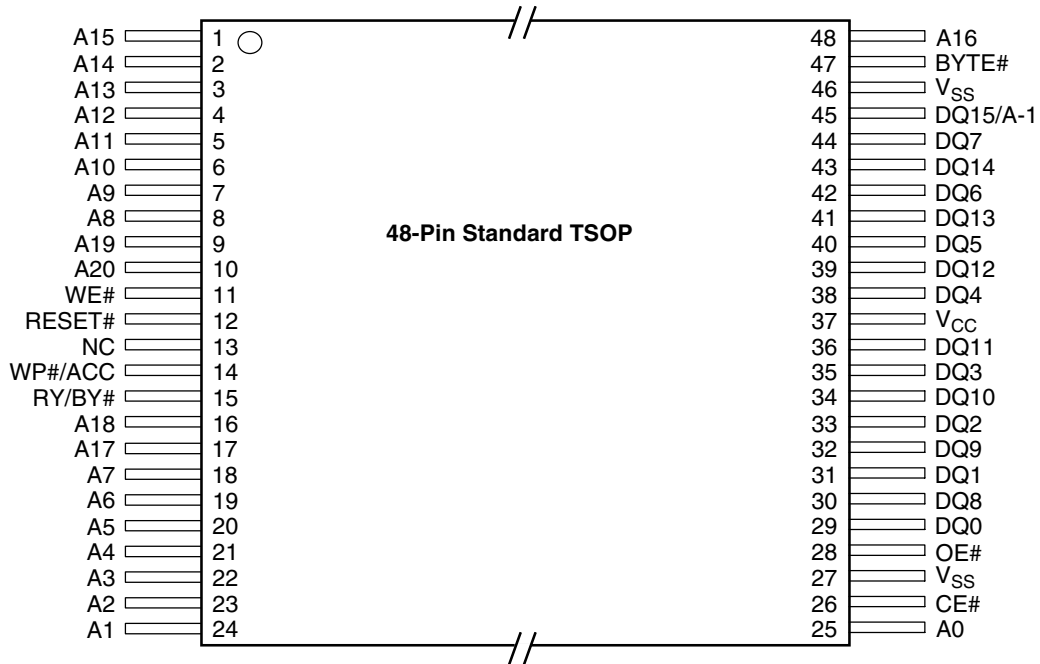 A15 1 48 A16
A14 2 47 BYTE#
A13 3 46 VSS
A12 4 45 DQ15/A-1
A11 5 44 DQ7
A10 6 43 DQ14
A9 7 42 DQ6
A8 8 41 DQ13
48-Pin Standard TSOP
A19 9 40 DQ5
A20 10 39 DQ12
WE# 11 38 DQ4
RESET# 12 37 VCC
NC 13 36 DQ11
WP#/ACC 14 35 DQ3
RY/BY# 15 34 DQ10
A18 16 33 DQ2
A17 17 32 DQ9
A7 18 31 DQ1
A6 19 30 DQ8
A5 20 29 DQ0
A4 21 28 OE#
A3 22 27 VSS
A2 23 26 CE#
A1 24 25 A0